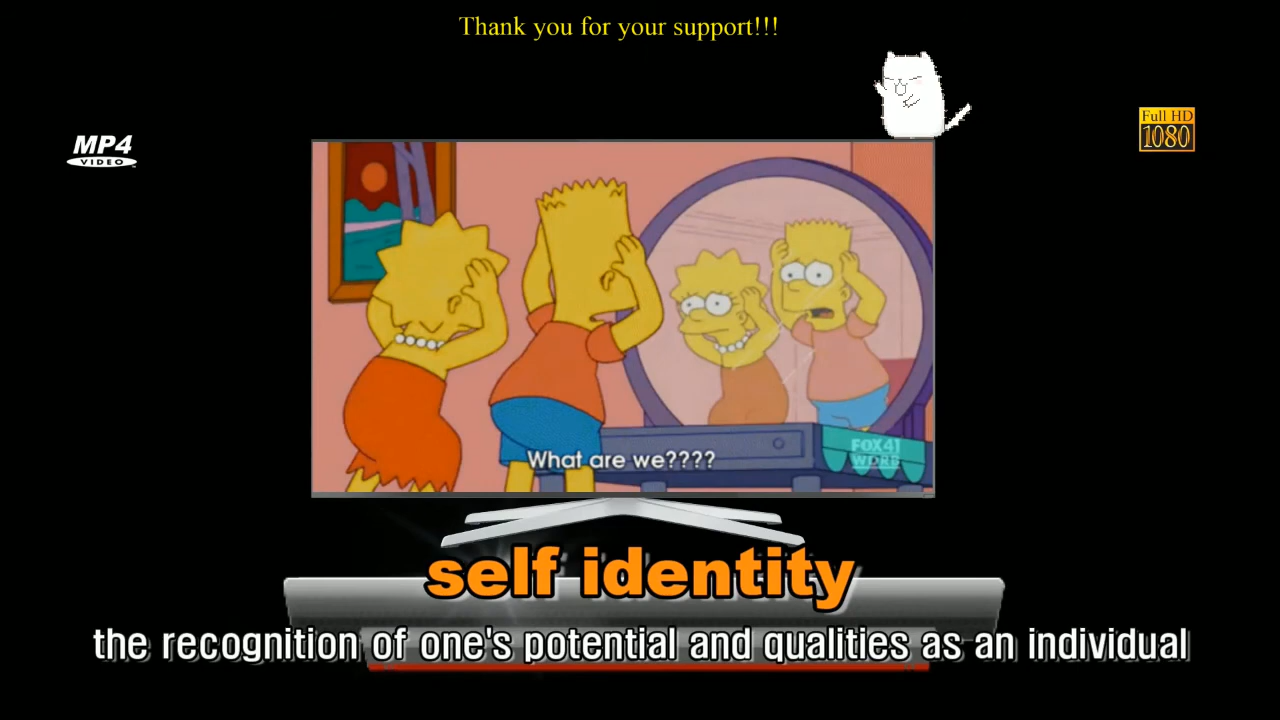 Thank you for your support!!!
MP4
VIDEO
Full HD
1080
What are we????
FOX41
WDRB
self identity
the recognition of one's potential and qualities as an individual